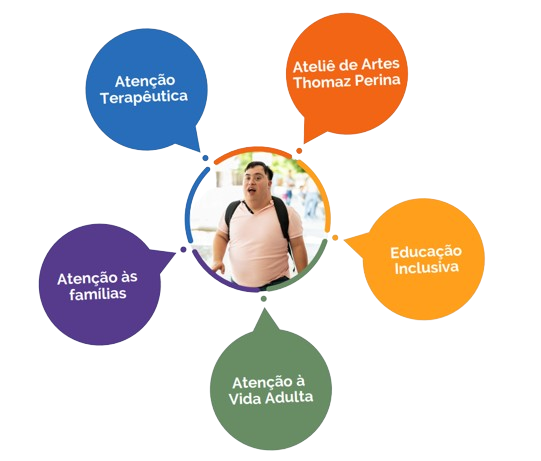 Atenção
Terapêutica
Ateliê de Artes
Thomaz Perina
Educação
Inclusiva
Atenção às
famílias
Atenção à
Vida Adulta